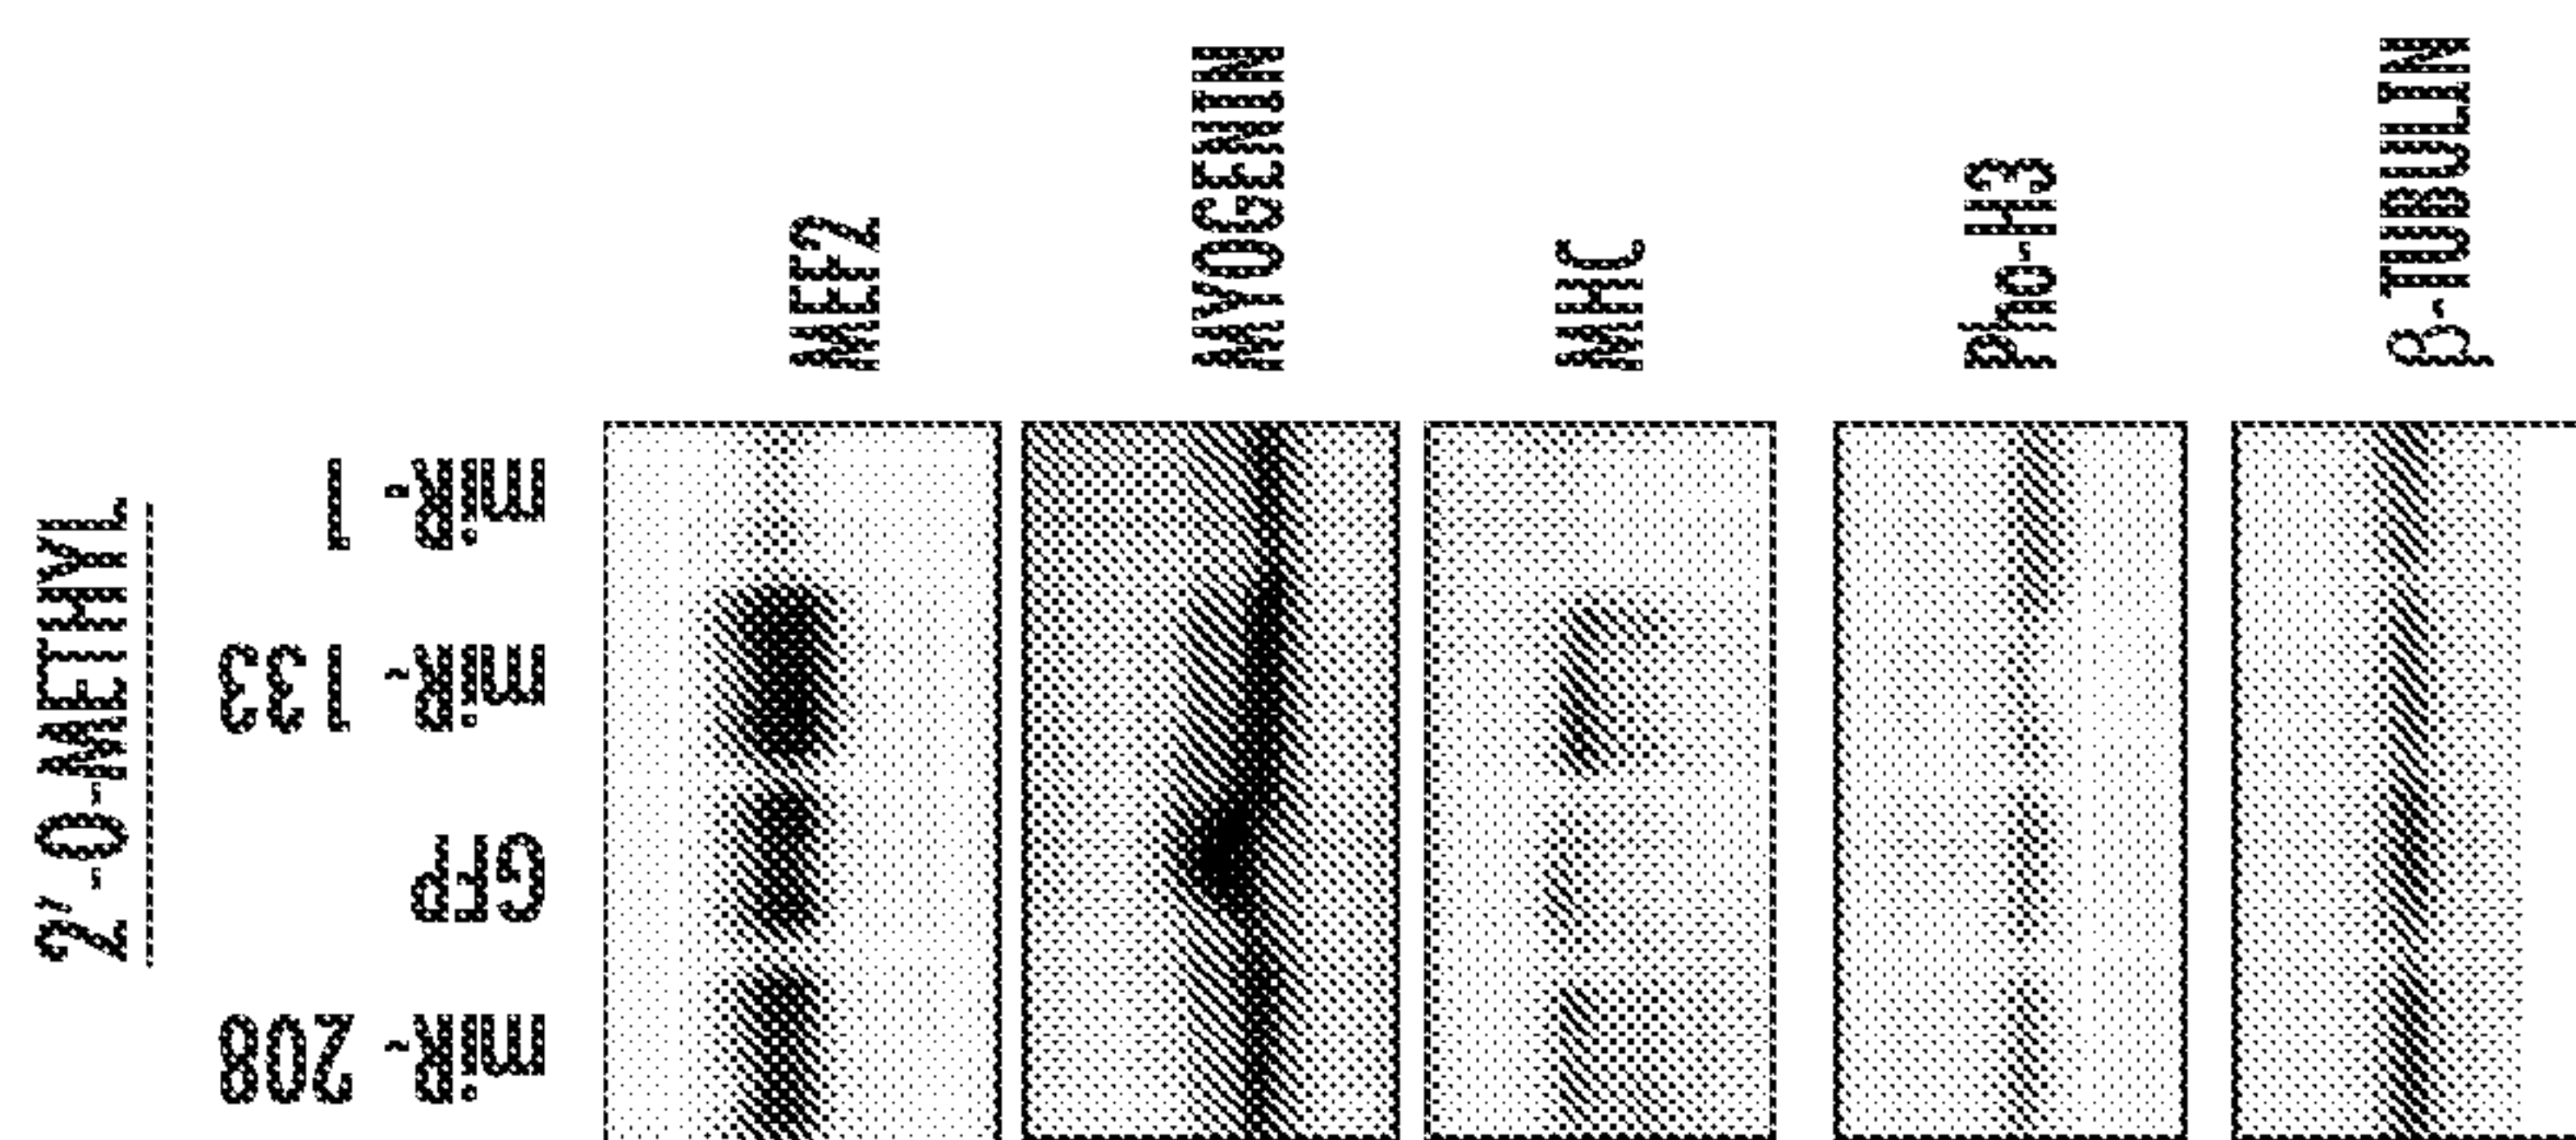 2'-O-METHYL
miR-1
miR-133
GFP
miR-208
MEF2
MYOGENIN
MHC
Pho-H3
β-TUBULIN